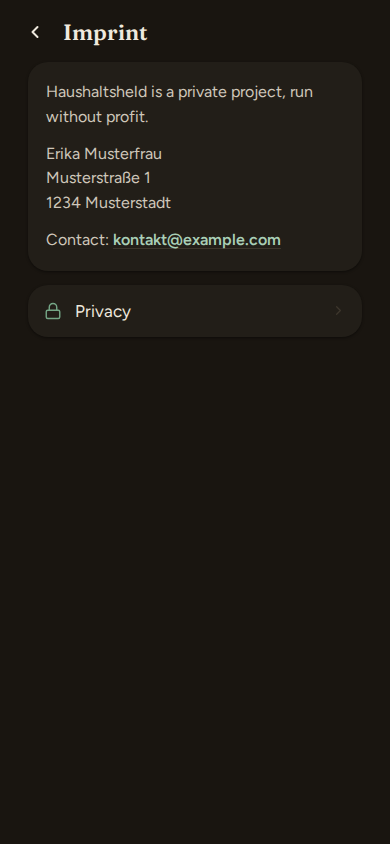 Imprint
Haushaltsheld is a private project, run
without profit.
Erika Musterfrau
Musterstraße 1
1234 Musterstadt
Contact: kontakt@example.com
Privacy